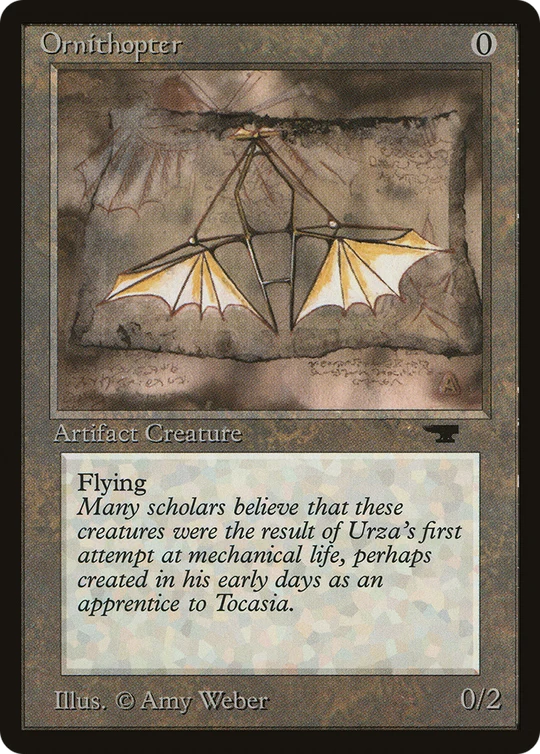 Ornithopter 0
Artifact Creature
Flying
Many scholars believe that these
creatures were the result of Urza's first
attempt at mechanical life, perhaps
created in his early days as an
apprentice to Tocasia.
Illus. © Amy Weber 0/2